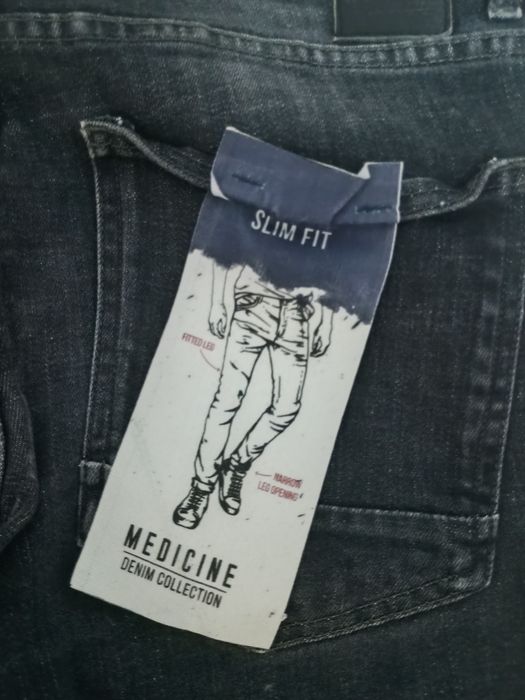 SLIM FIT
FITTED LEG
NARROW
LEG OPENING
MEDICINE
DENIM COLLECTION